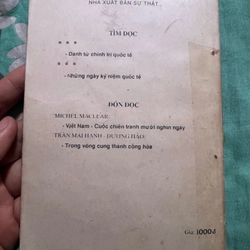 NHÀ XUẤT BẢN SỰ THẬT
TÌM ĐỌC
* * *
- Danh từ chính trị quốc tế
* * *
- Những ngày kỷ niệm quốc tế
ĐÓN ĐỌC
MICHEL MACLEAR:
- Việt Nam - Cuộc chiến tranh mười nghìn ngày
TRẦN MAI HẠNH - DƯƠNG HẢO:
- Trong vòng cung thành cộng hòa
Giá: 1000đ